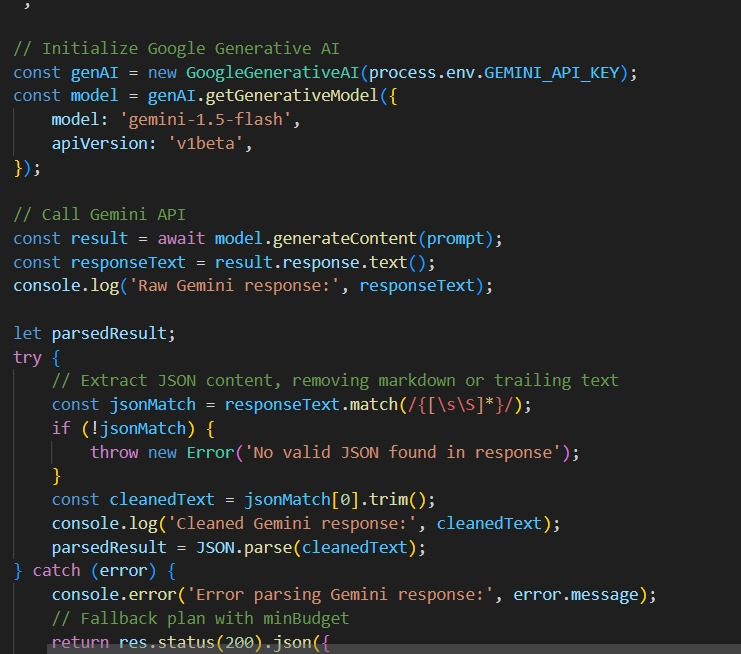 ,
// Initialize Google Generative AI
const genAI = new GoogleGenerativeAI(process.env.GEMINI_API_KEY);
const model = genAI.getGenerativeModel({
    model: 'gemini-1.5-flash',
    apiVersion: 'v1beta',
});
// Call Gemini API
const result = await model.generateContent(prompt);
const responseText = result.response.text();
console.log('Raw Gemini response:', responseText);
let parsedResult;
try {
    // Extract JSON content, removing markdown or trailing text
    const jsonMatch = responseText.match(/{[\s\S]*}/);
    if (!jsonMatch) {
        throw new Error('No valid JSON found in response');
    }
    const cleanedText = jsonMatch[0].trim();
    console.log('Cleaned Gemini response:', cleanedText);
    parsedResult = JSON.parse(cleanedText);
} catch (error) {
    console.error('Error parsing Gemini response:', error.message);
    // Fallback plan with minBudget
    return res.status(200).json({